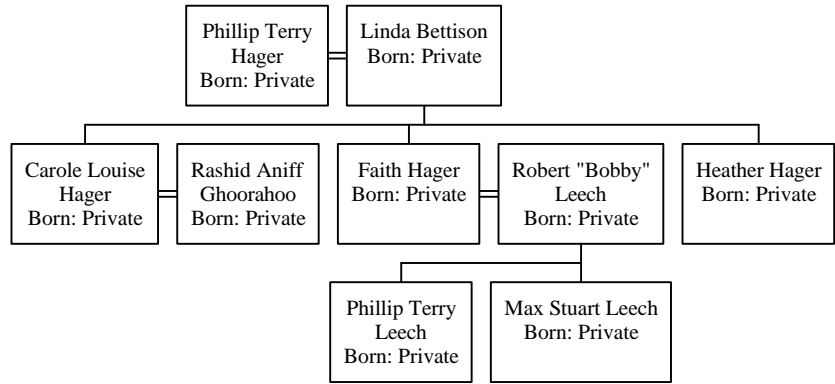 Phillip Terry
Hager
Born: Private
Linda Bettison
Born: Private
Carole Louise
Hager
Born: Private
Rashid Aniff
Ghoorahoo
Born: Private
Faith Hager
Born: Private
Robert "Bobby"
Leech
Born: Private
Heather Hager
Born: Private
Phillip Terry
Leech
Born: Private
Max Stuart Leech
Born: Private